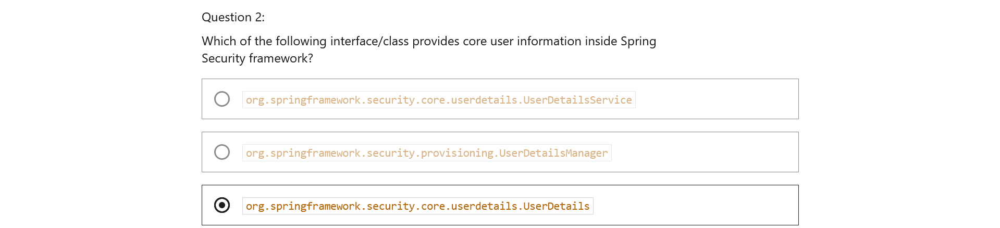 Question 2:
Which of the following interface/class provides core user information inside Spring
Security framework?
org.springframework.security.core.userdetails.UserDetailsService
org.springframework.security.provisioning.UserDetailsManager
org.springframework.security.core.userdetails.UserDetails